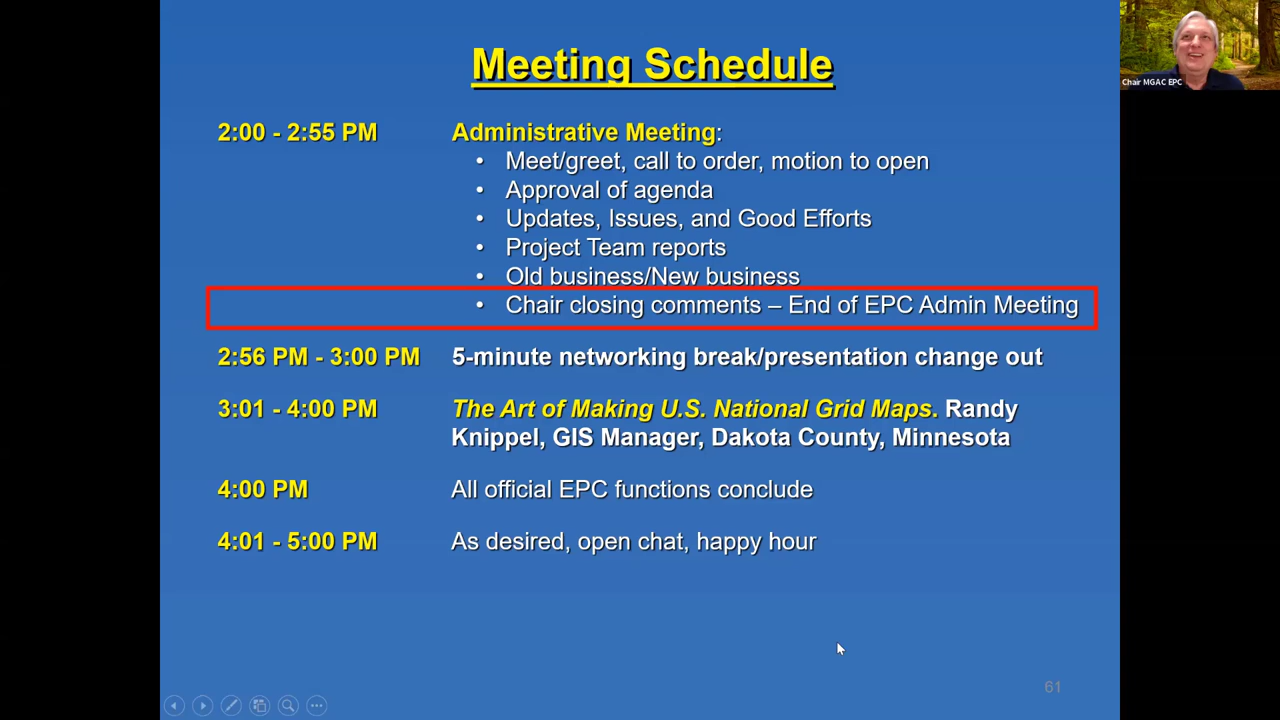 Meeting Schedule
Chair MGAC EPC
2:00 - 2:55 PM Administrative Meeting:
• Meet/greet, call to order, motion to open
• Approval of agenda
• Updates, Issues, and Good Efforts
• Project Team reports
• Old business/New business
• Chair closing comments – End of EPC Admin Meeting
2:56 PM - 3:00 PM 5-minute networking break/presentation change out
3:01 - 4:00 PM The Art of Making U.S. National Grid Maps. Randy
Knippel, GIS Manager, Dakota County, Minnesota
4:00 PM All official EPC functions conclude
4:01 - 5:00 PM As desired, open chat, happy hour
61